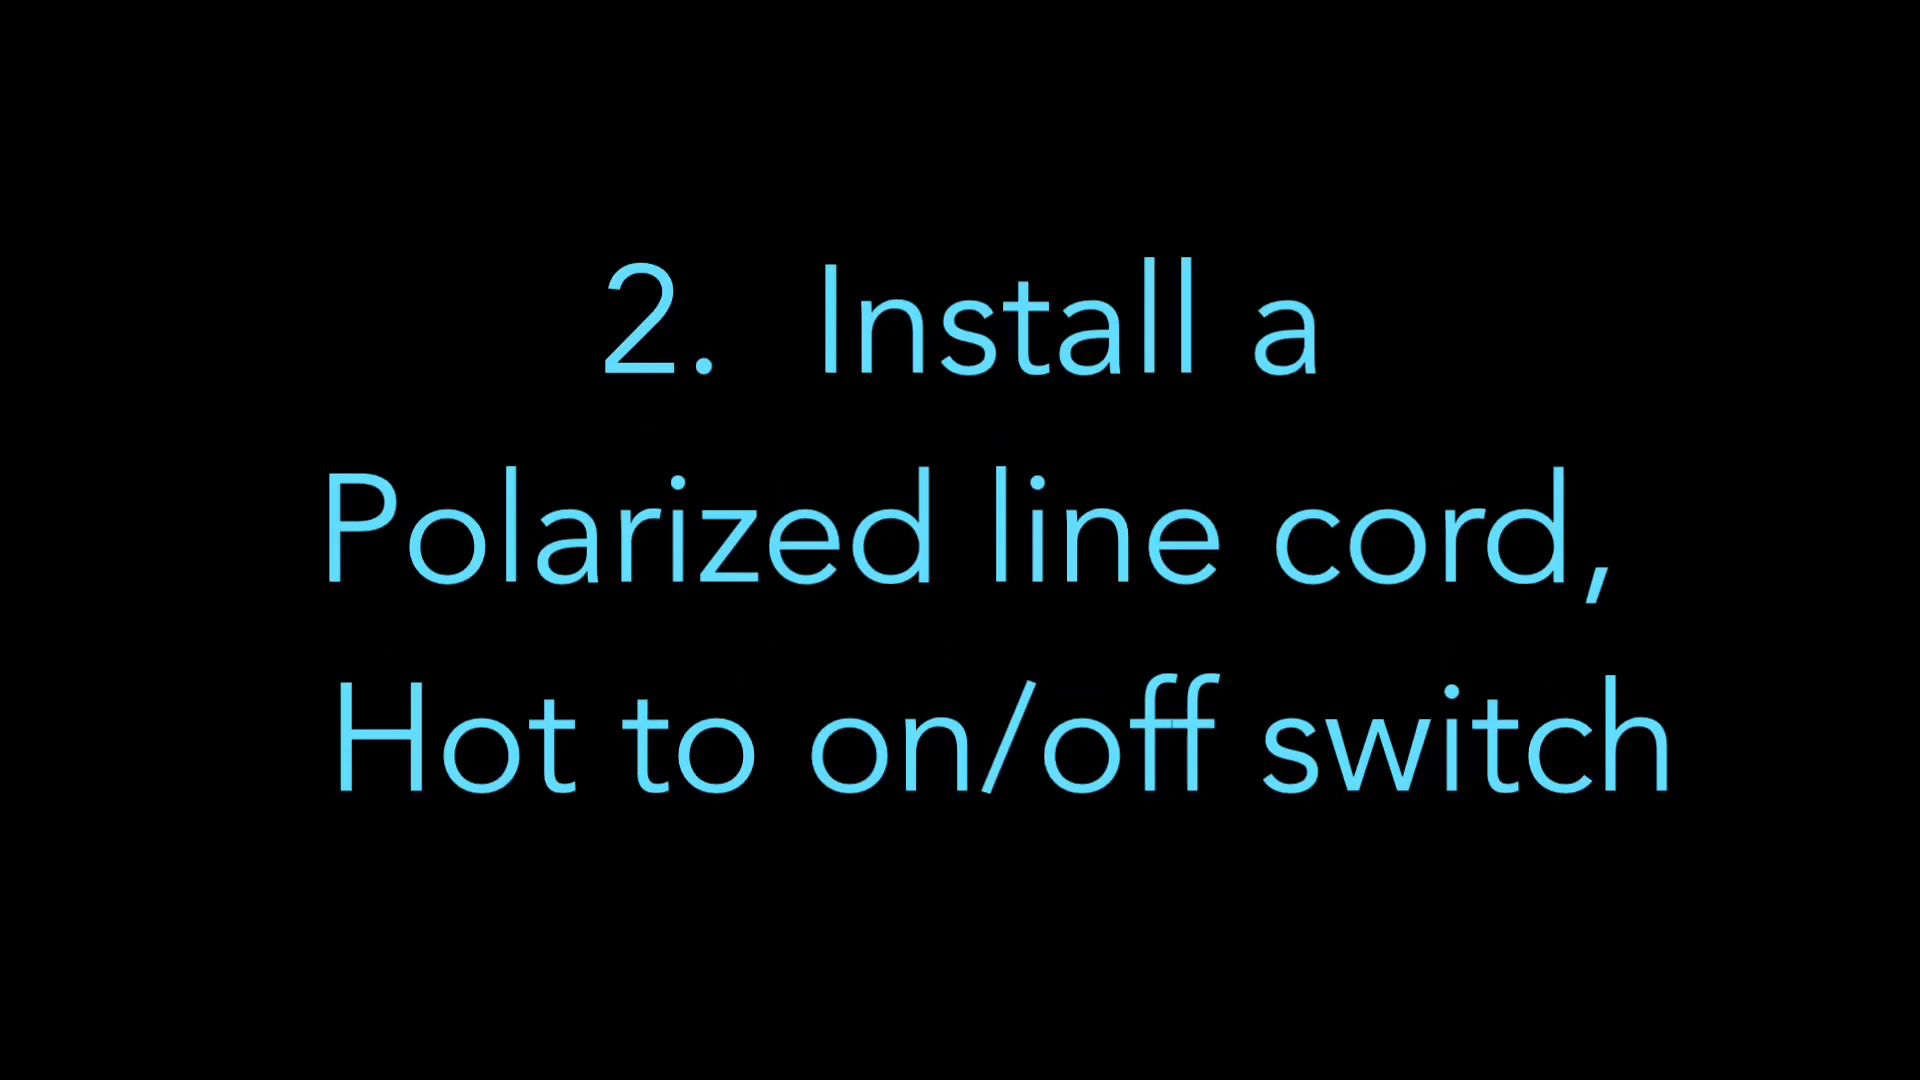 2. Install a
Polarized line cord,
Hot to on/off switch